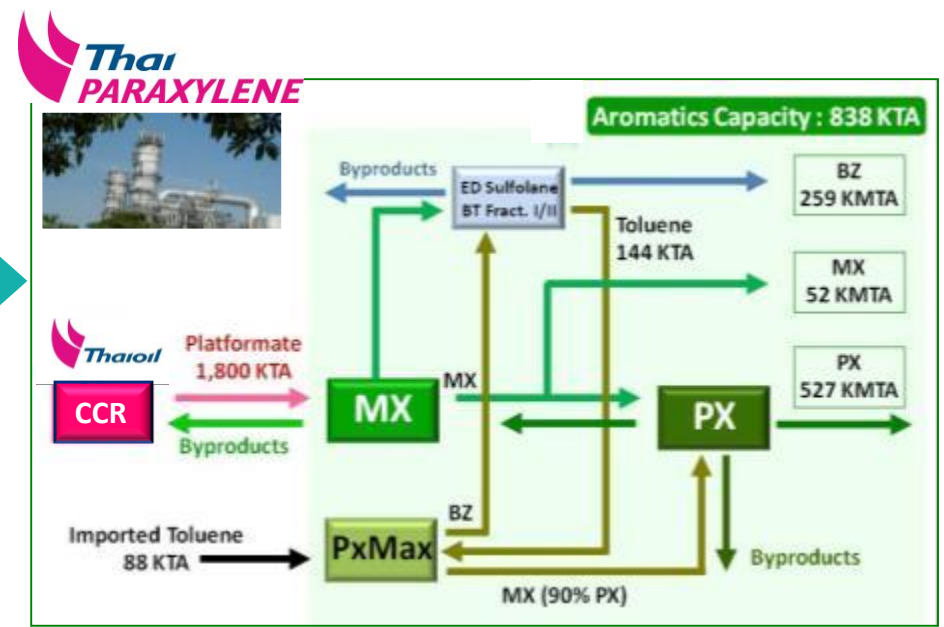 Thai
PARAXYLENE
Aromatics Capacity : 838 KTA
Byproducts
ED Sulfolane
BT Fract. I/II
BZ
259 KMTA
Toluene
144 KTA
MX
52 KMTA
Thaioil
Platformate
1,800 KTA
PX
527 KMTA
CCR
MX
MX
PX
Byproducts
BZ
Imported Toluene
88 KTA
PxMax
Byproducts
MX (90% PX)